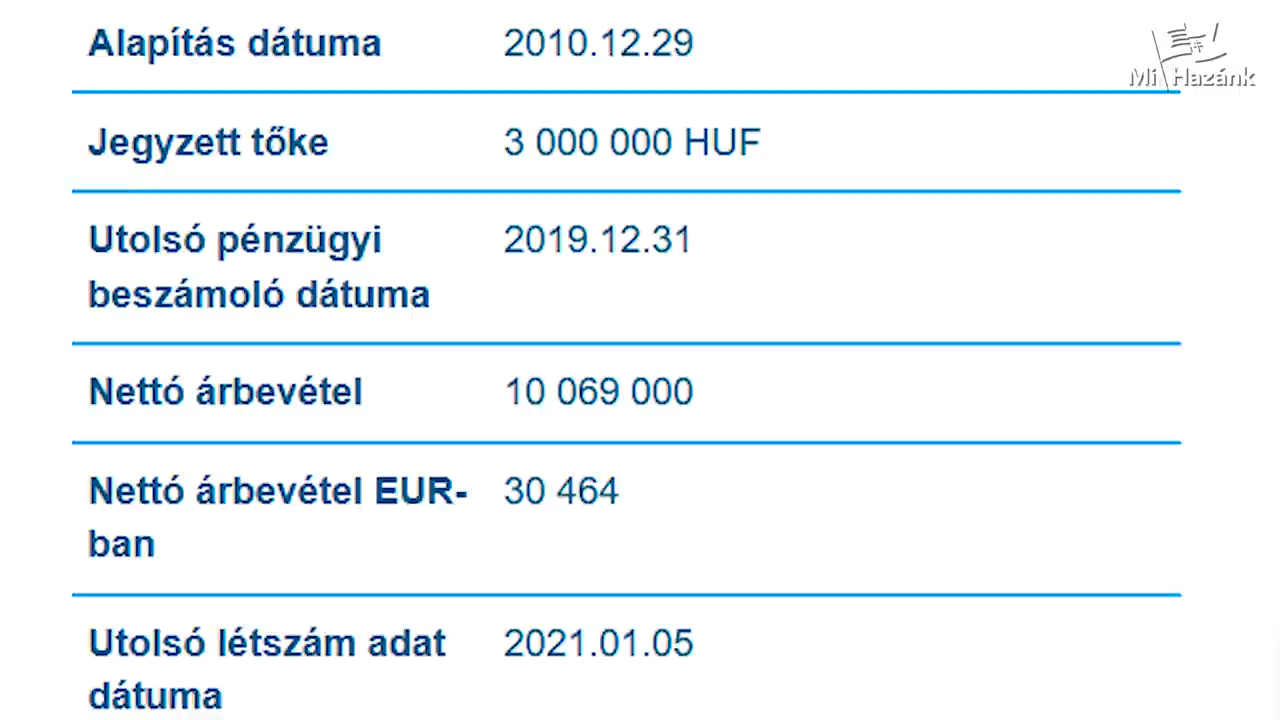 Alapítás dátuma 2010.12.29
Mi Hazánk
Jegyzett tőke 3 000 000 HUF
Utolsó pénzügyi 2019.12.31
beszámoló dátuma
Nettó árbevétel 10 069 000
Nettó árbevétel EUR- 30 464
ban
Utolsó létszám adat 2021.01.05
dátuma